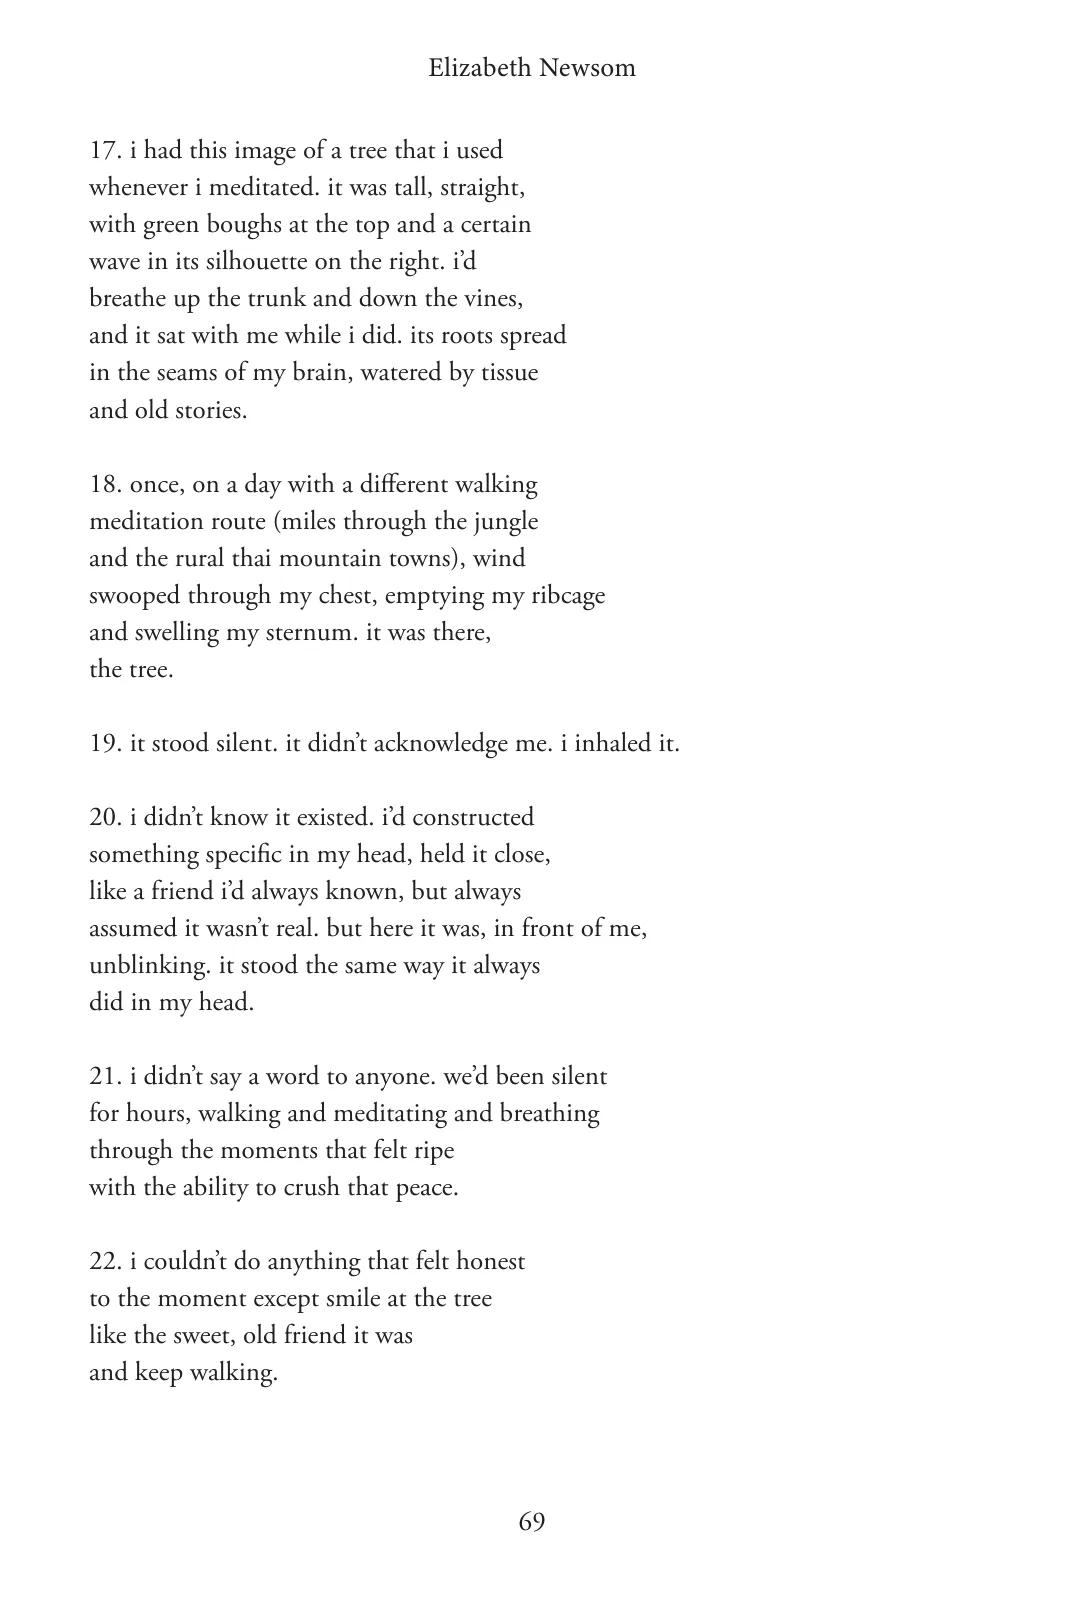 Elizabeth Newsom
17. i had this image of a tree that i used
whenever i meditated. it was tall, straight,
with green boughs at the top and a certain
wave in its silhouette on the right. i’d
breathe up the trunk and down the vines,
and it sat with me while i did. its roots spread
in the seams of my brain, watered by tissue
and old stories.
18. once, on a day with a different walking
meditation route (miles through the jungle
and the rural thai mountain towns), wind
swooped through my chest, emptying my ribcage
and swelling my sternum. it was there,
the tree.
19. it stood silent. it didn’t acknowledge me. i inhaled it.
20. i didn’t know it existed. i’d constructed
something specific in my head, held it close,
like a friend i’d always known, but always
assumed it wasn’t real. but here it was, in front of me,
unblinking. it stood the same way it always
did in my head.
21. i didn’t say a word to anyone. we’d been silent
for hours, walking and meditating and breathing
through the moments that felt ripe
with the ability to crush that peace.
22. i couldn’t do anything that felt honest
to the moment except smile at the tree
like the sweet, old friend it was
and keep walking.
69